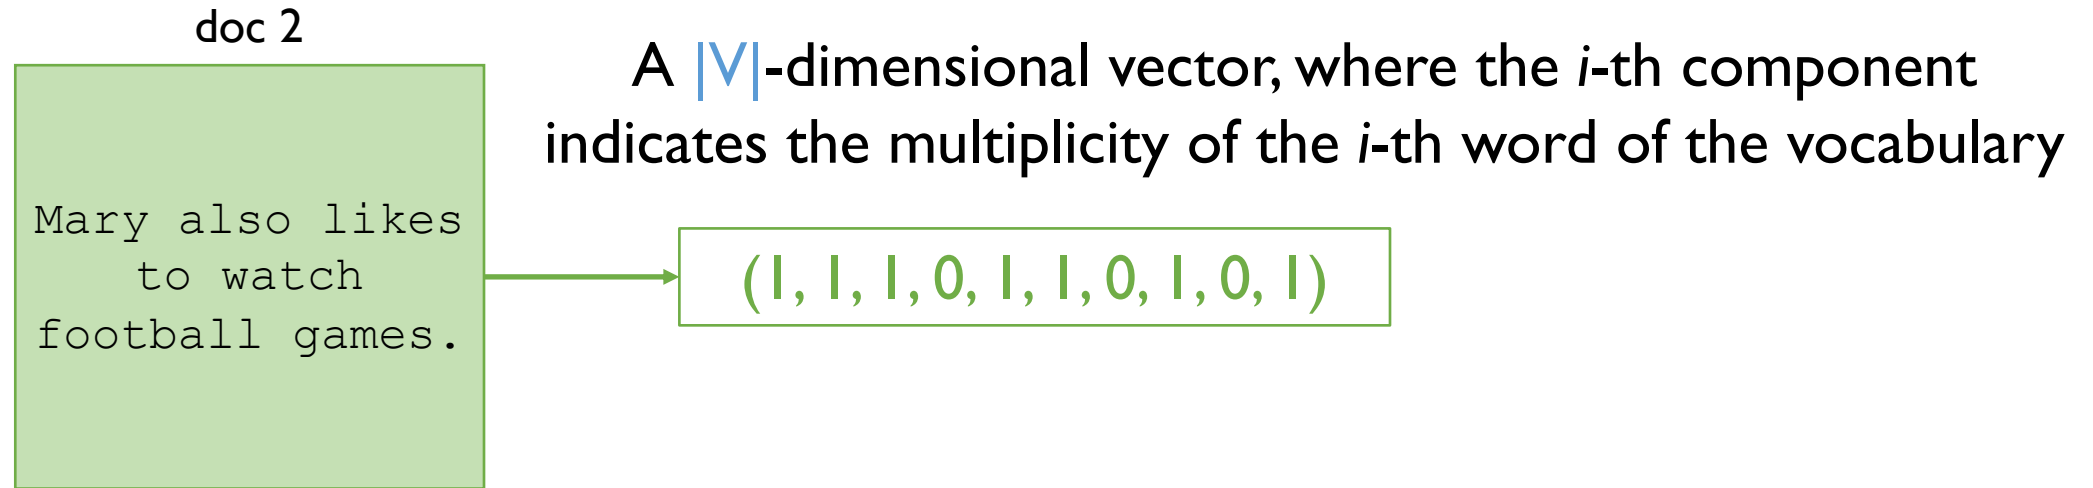 doc 2
A |V|-dimensional vector, where the i-th component
indicates the multiplicity of the i-th word of the vocabulary
Mary also likes
to watch
football games.
(1, 1, 1, 0, 1, 1, 0, 1, 0, 1)